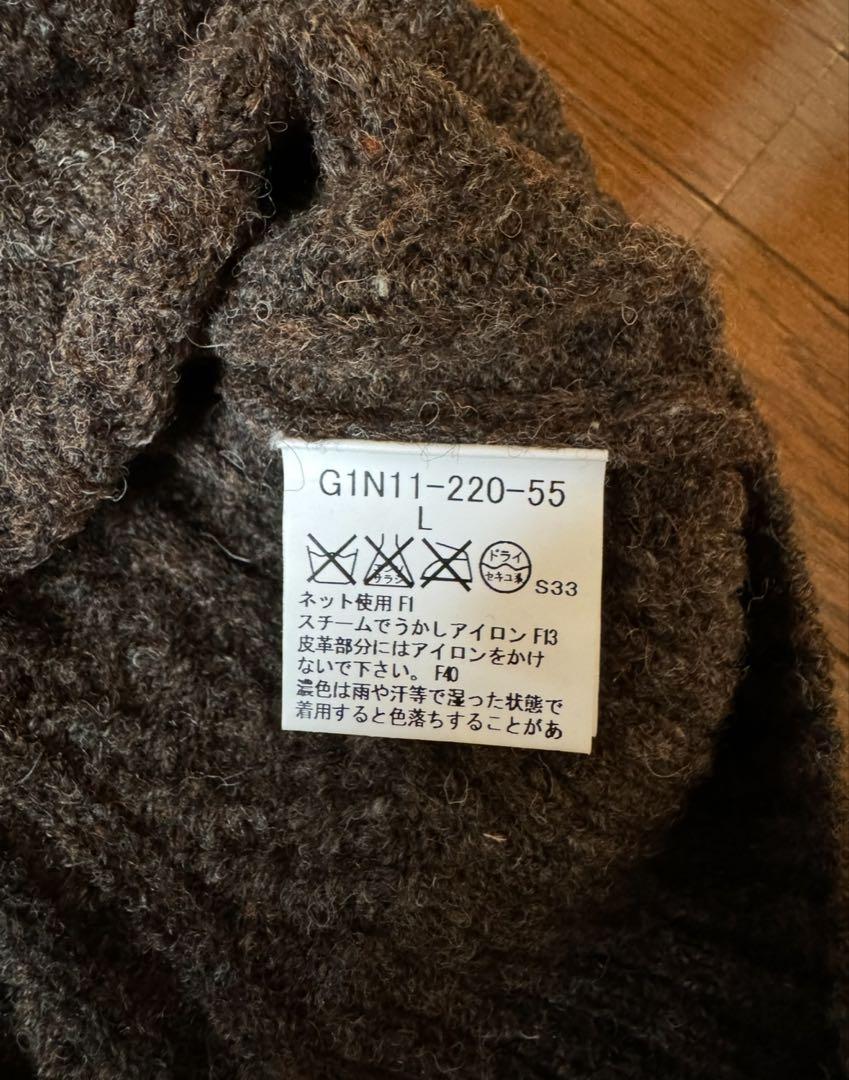 G1N11-220-55
L
ドライ
セキユ系
S33
ネット使用 F1
スチームでうかしアイロン F13
皮革部分にはアイロンをかけ
ないで下さい。 F40
濃色は雨や汗等で湿った状態で
着用すると色落ちすることがあ